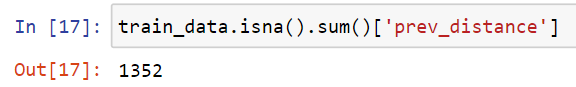 In [17]: train_data.isna().sum()['prev_distance']
Out[17]: 1352